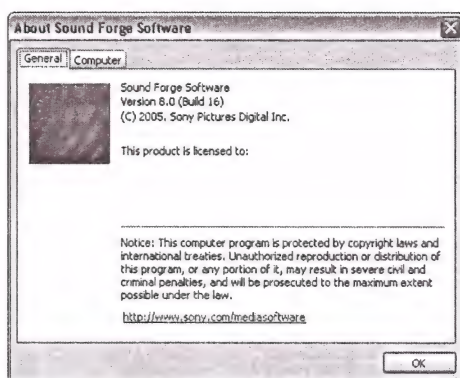 About Sound Forge Software
General Computer
Sound Forge Software
Version 8.0 (Build 16)
(C) 2005. Sony Pictures Digital Inc.
This product is licensed to:
Notice: This computer program is protected by copyright laws and
international treaties. Unauthorized reproduction or distribution of
this program, or any portion of it, may result in severe civil and
criminal penalties, and will be prosecuted to the maximum extent
possible under the law.
http://www.sony.com/mediasoftware
OK